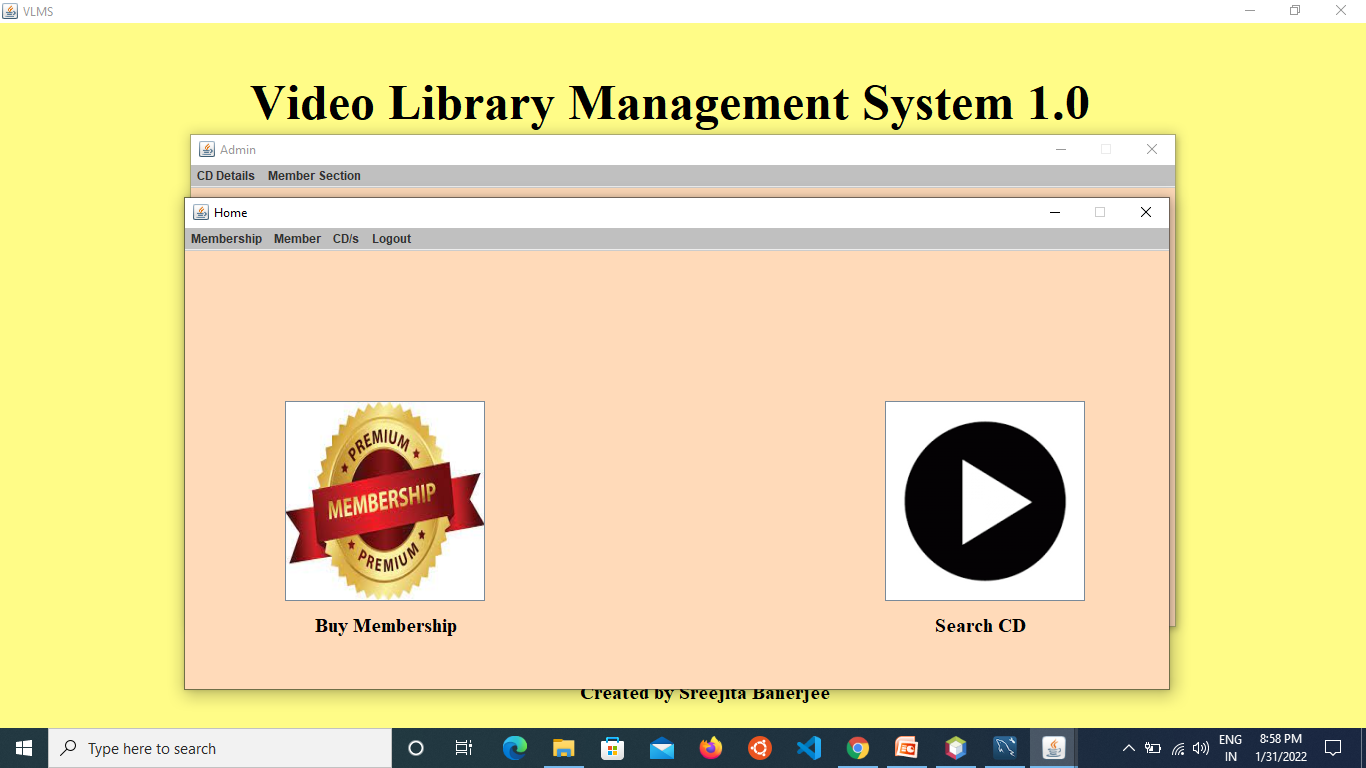 VLMS
Video Library Management System 1.0
Admin
CD Details Member Section
Home
Membership Member CD/s Logout
PREMIUM
MEMBERSHIP
PREMIUM
Buy Membership
Search CD
Created by Sreejita Banerjee
Type here to search
ENG
IN
8:58 PM
1/31/2022